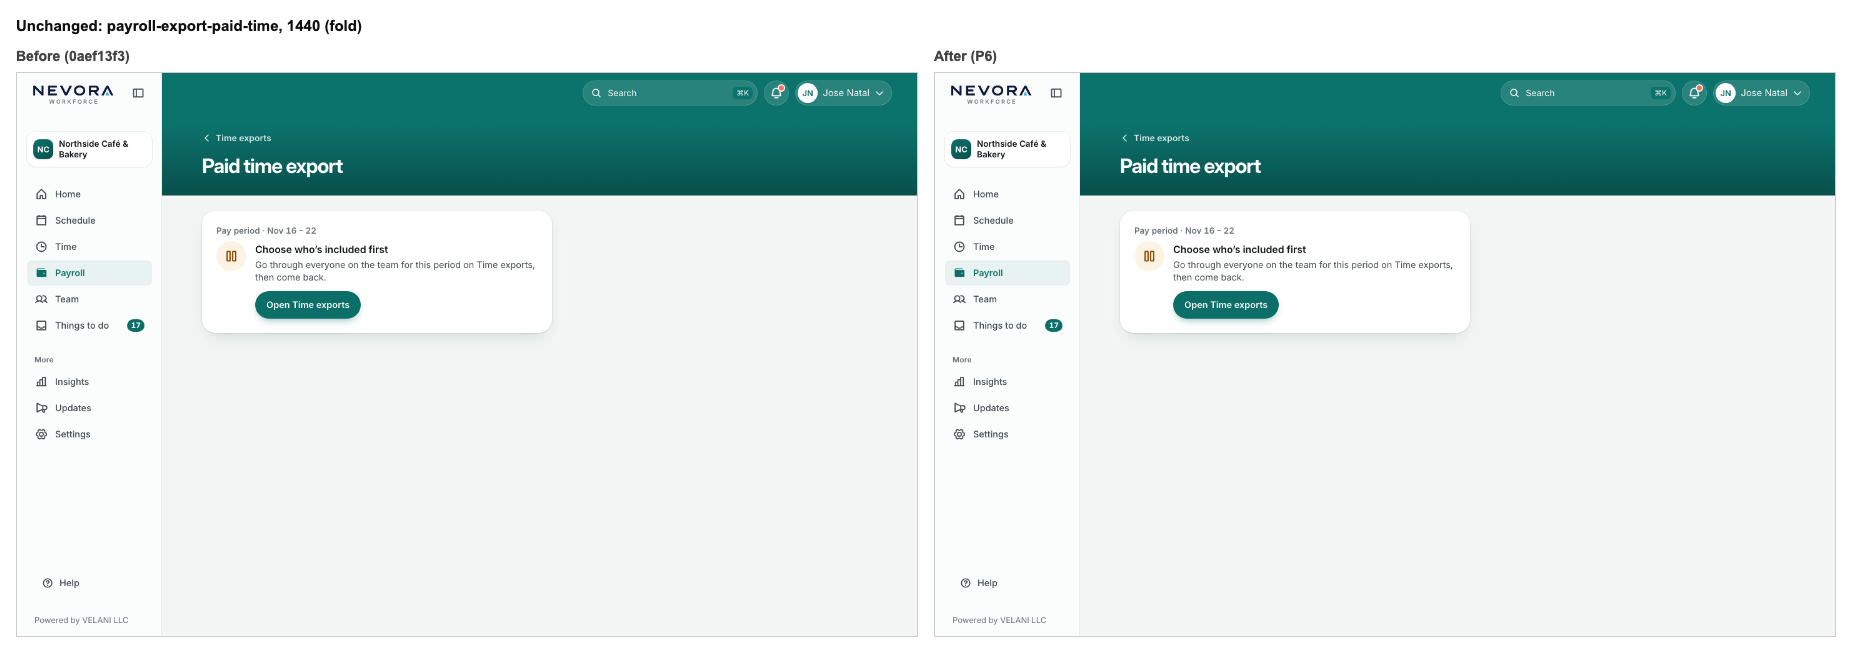 Unchanged: payroll-export-paid-time, 1440 (fold)
Before (0aef13f3)
NEVORA
WORKFORCE
Search
⌘K
JN
Jose Natal
NC
Northside Café &
Bakery
Time exports
Paid time export
Home
Schedule
Time
Payroll
Team
Things to do
17
More
Insights
Updates
Settings
Pay period · Nov 16 – 22
Choose who’s included first
Go through everyone on the team for this period on Time exports,
then come back.
Open Time exports
Help
Powered by VELANI LLC
After (P6)
NEVORA
WORKFORCE
Search
⌘K
JN
Jose Natal
NC
Northside Café &
Bakery
Time exports
Paid time export
Home
Schedule
Time
Payroll
Team
Things to do
17
More
Insights
Updates
Settings
Pay period · Nov 16 – 22
Choose who’s included first
Go through everyone on the team for this period on Time exports,
then come back.
Open Time exports
Help
Powered by VELANI LLC